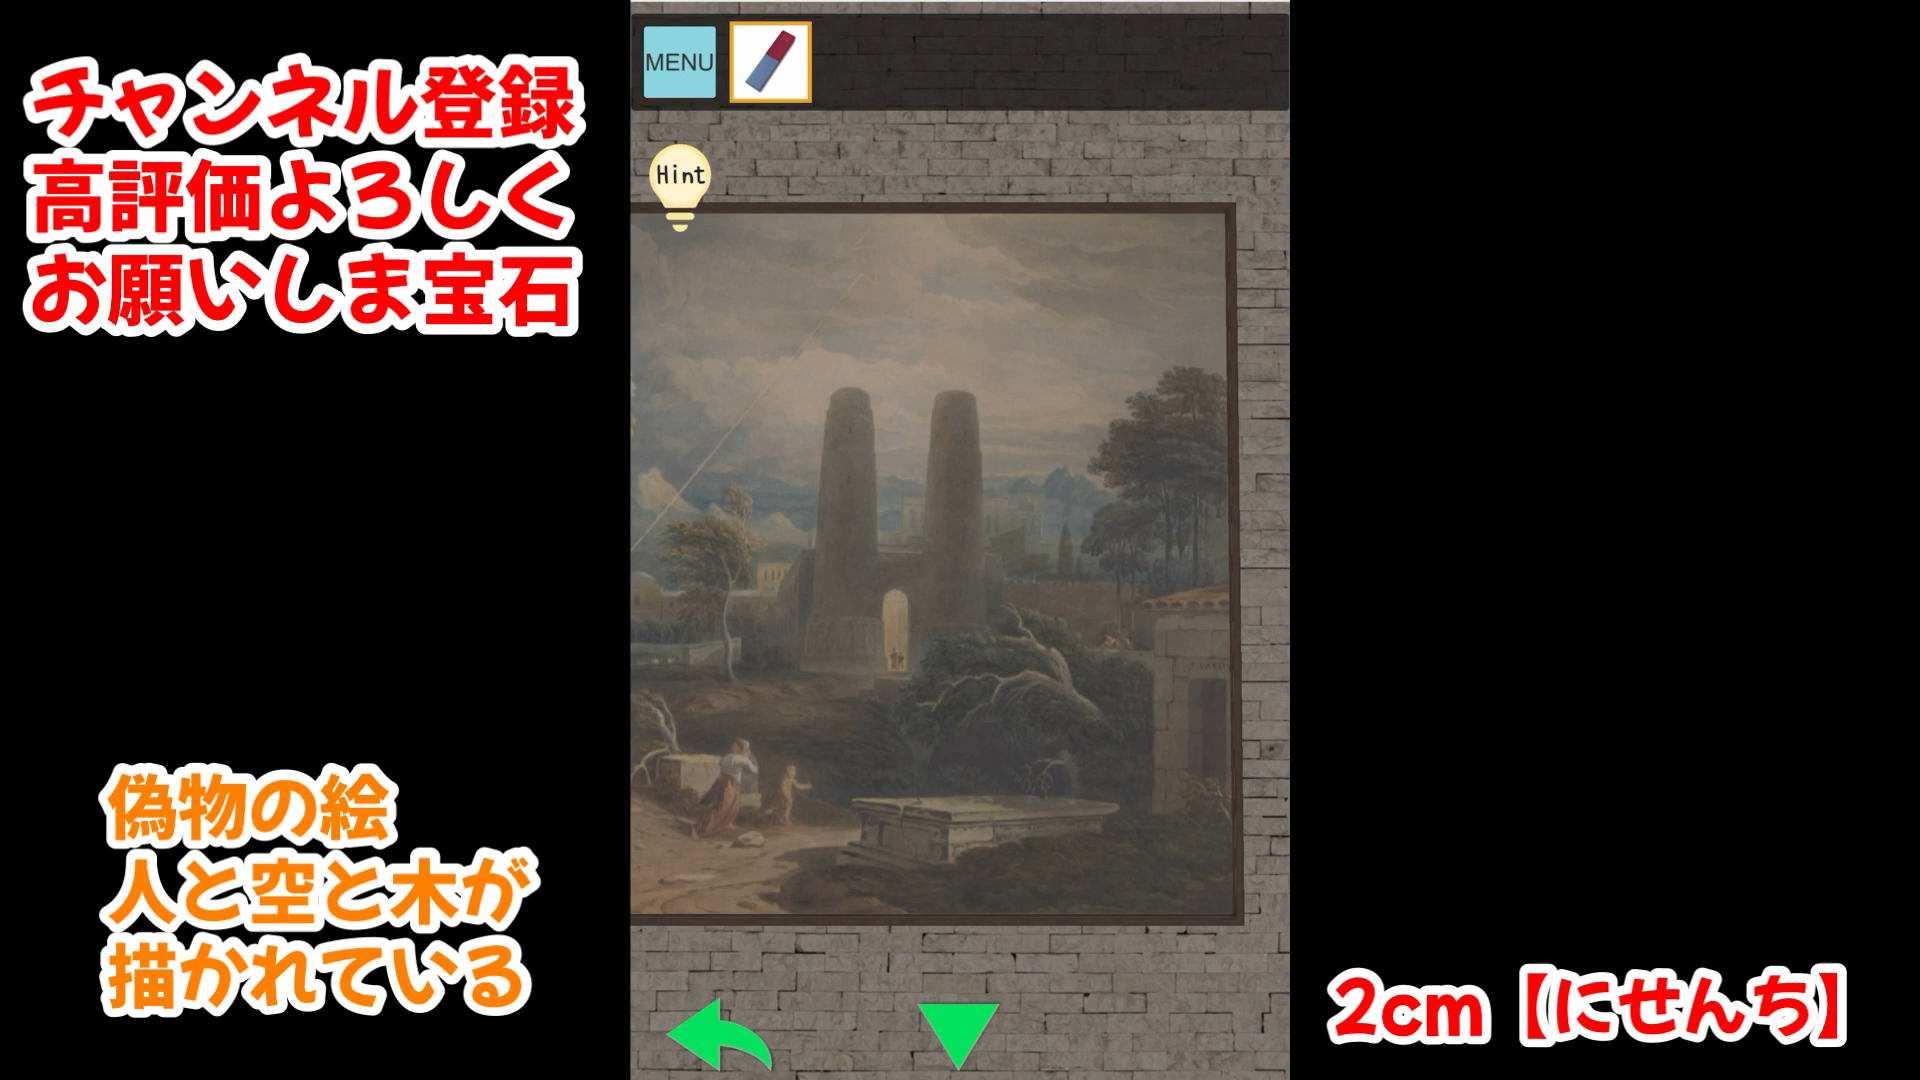 チャンネル登録
高評価よろしく
お願いしま宝石
MENU
Hint
偽物の絵
人と空と木が
描かれている
2cm【にせんち】